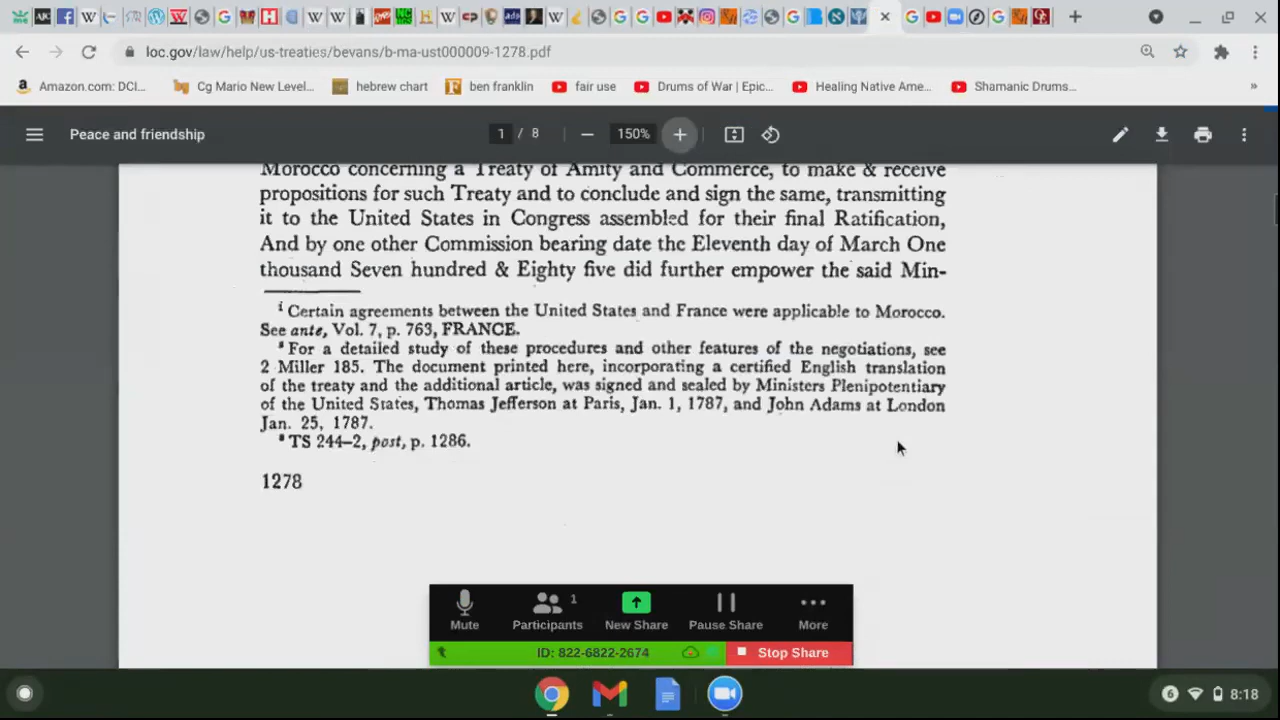 loc.gov/law/help/us-treaties/bevans/b-ma-ust000009-1278.pdf
Amazon.com: DCI...
Cg Mario New Level...
hebrew chart
ben franklin
fair use
Drums of War | Epic...
Healing Native Ame...
Shamanic Drums...
»
Peace and friendship
1 / 8
150%
Morocco concerning a Treaty of Amity and Commerce, to make & receive
propositions for such Treaty and to conclude and sign the same, transmitting
it to the United States in Congress assembled for their final Ratification,
And by one other Commission bearing date the Eleventh day of March One
thousand Seven hundred & Eighty five did further empower the said Min-
¹ Certain agreements between the United States and France were applicable to Morocco.
See ante, Vol. 7, p. 763, FRANCE.
² For a detailed study of these procedures and other features of the negotiations, see
2 Miller 185. The document printed here, incorporating a certified English translation
of the treaty and the additional article, was signed and sealed by Ministers Plenipotentiary
of the United States, Thomas Jefferson at Paris, Jan. 1, 1787, and John Adams at London
Jan. 25, 1787.
³ TS 244–2, post, p. 1286.
1278
1
Mute
Participants
New Share
Pause Share
More
ID: 822-6822-2674
Stop Share
6
8:18